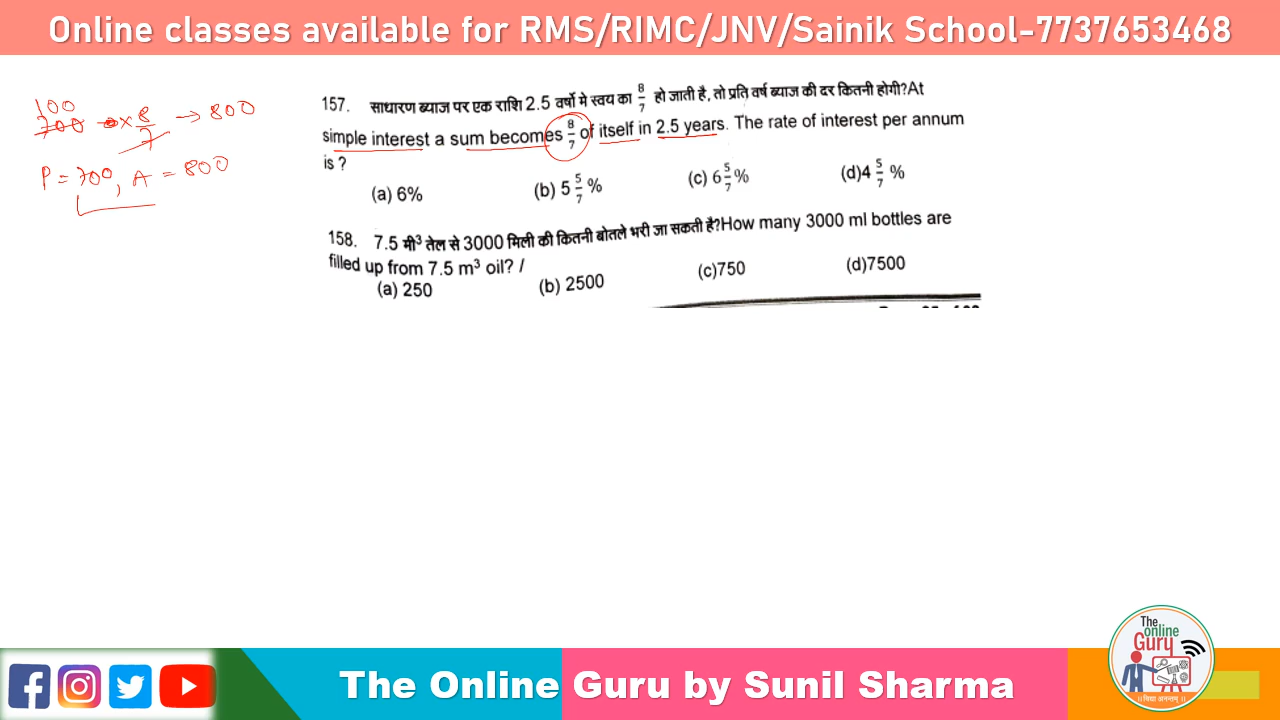 Online classes available for RMS/RIMC/JNV/Sainik School-7737653468
100
700 × 8/7 → 800
P = 700, A = 800
157. साधारण ब्याज पर एक राशि 2.5 वर्षो मे स्वय का 8/7 हो जाती है, तो प्रति वर्ष ब्याज की दर कितनी होगी?At
simple interest a sum becomes 8/7 of itself in 2.5 years. The rate of interest per annum
is ?
(a) 6% (b) 5 5/7 % (c) 6 5/7 % (d)4 5/7 %
158. 7.5 मी³ तेल से 3000 मिली की कितनी बोतले भरी जा सकती है?How many 3000 ml bottles are
filled up from 7.5 m³ oil? /
(a) 250 (b) 2500 (c)750 (d)7500
The
online
Gury
The Online Guru by Sunil Sharma